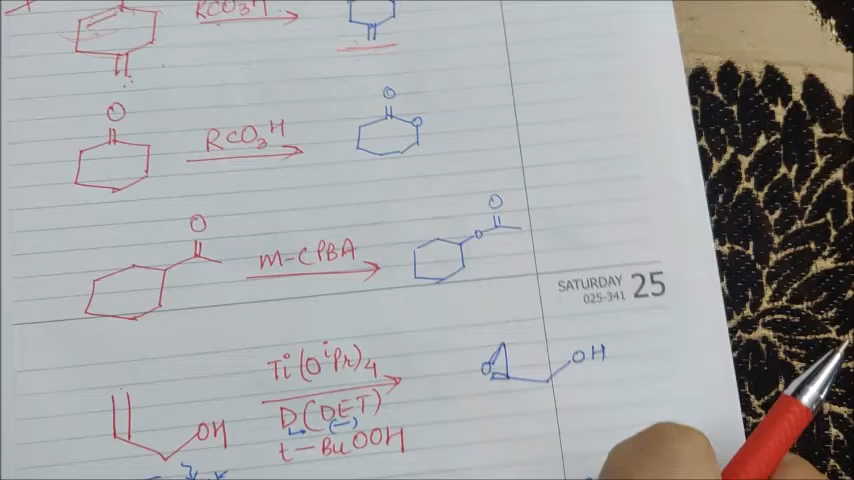 RCO3H
O
RCO3H
O
O
O
m-CPBA
O
O
SATURDAY 25
025-341
OH
Ti(OiPr)4
D(DET)
(-)
t-BuOOH
O
OH